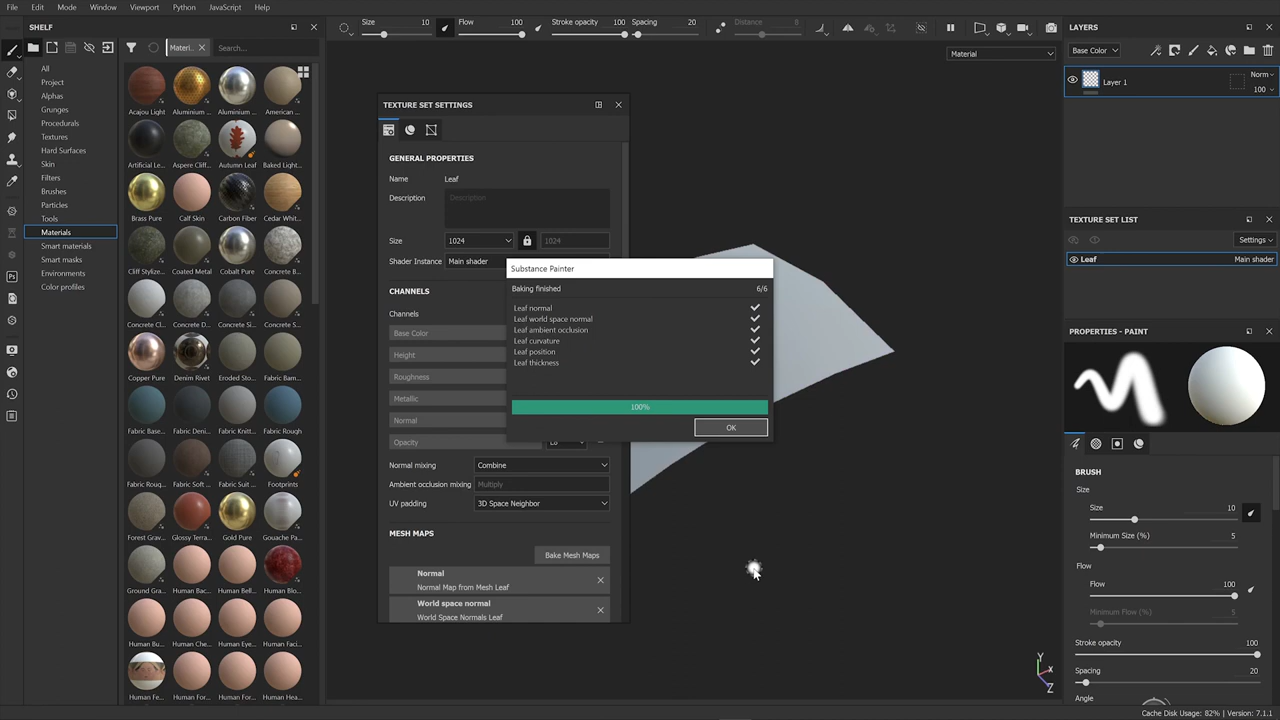 File Edit Mode Window Viewport Python JavaScript Help
SHELF
Size 10 Flow 100 Stroke opacity 100 Spacing 20 Distance 8
Materi... Search...
All
Project
Alphas
Grunges
Procedurals
Textures
Hard Surfaces
Skin
Filters
Brushes
Particles
Tools
Materials
Smart materials
Smart masks
Environments
Color profiles
Acajou Light Aluminium ... Aluminium ... American ...
Artificial Le... Aspere Cliff... Autumn Leaf Baked Light...
Brass Pure Calf Skin Carbon Fiber Cedar Whit...
Cliff Stylize... Coated Metal Cobalt Pure Concrete B...
Concrete Cl... Concrete D... Concrete Si... Concrete S...
Copper Pure Denim Rivet Eroded Sto... Fabric Bam...
Fabric Base... Fabric Deni... Fabric Knitt... Fabric Roug...
Fabric Roug... Fabric Soft ... Fabric Suit ... Footprints
Forest Grav... Glossy Terra... Gold Pure Gouache Pa...
Ground Gra... Human Bac... Human Bell... Human Blo...
Human Bu... Human Che... Human Eye... Human Faci...
Human Fe... Human For... Human For... Human Hea...
TEXTURE SET SETTINGS
GENERAL PROPERTIES
Name Leaf
Description Description
Size 1024 1024
Shader Instance Main shader
CHANNELS
Channels
Base Color
Height
Roughness
Metallic
Normal
Opacity L8
Normal mixing Combine
Ambient occlusion mixing Multiply
UV padding 3D Space Neighbor
MESH MAPS
Bake Mesh Maps
Normal
Normal Map from Mesh Leaf
World space normal
World Space Normals Leaf
Substance Painter
Baking finished 6/6
Leaf normal
Leaf world space normal
Leaf ambient occlusion
Leaf curvature
Leaf position
Leaf thickness
100%
OK
Material
Y
X
Z
LAYERS
Base Color
Layer 1 Norm
100
TEXTURE SET LIST
Settings
Leaf Main shader
PROPERTIES - PAINT
BRUSH
Size
Size 10
Minimum Size (%) 5
Flow
Flow 100
Minimum Flow (%) 5
Stroke opacity 100
Spacing 20
Angle
Cache Disk Usage: 82% | Version: 7.1.1